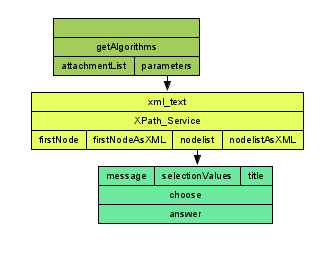 getAlgorithms
attachmentList parameters
xml_text
XPath_Service
firstNode firstNodeAsXML nodelist nodelistAsXML
message selectionValues title
choose
answer